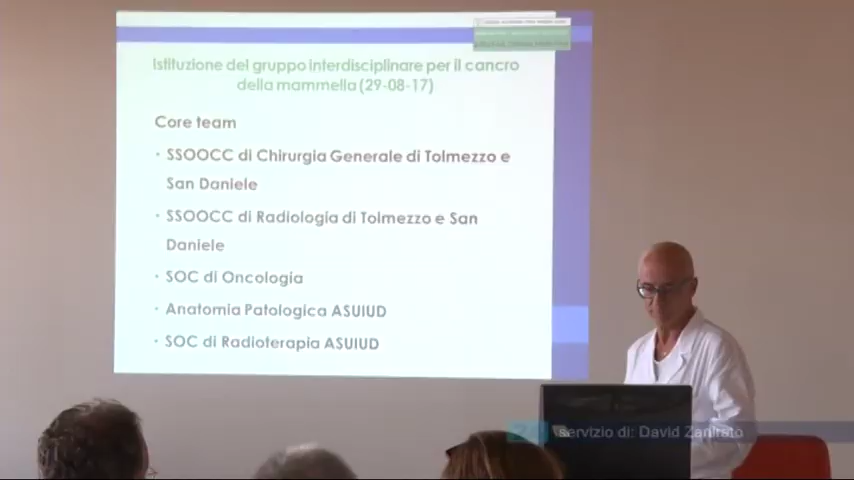 Istituzione del gruppo interdisciplinare per il cancro
della mammella (29-08-17)
Core team
• SSOOCC di Chirurgia Generale di Tolmezzo e
San Daniele
• SSOOCC di Radiologia di Tolmezzo e San
Daniele
• SOC di Oncologia
• Anatomia Patologica ASUIUD
• SOC di Radioterapia ASUIUD
servizio di: David Zanirato